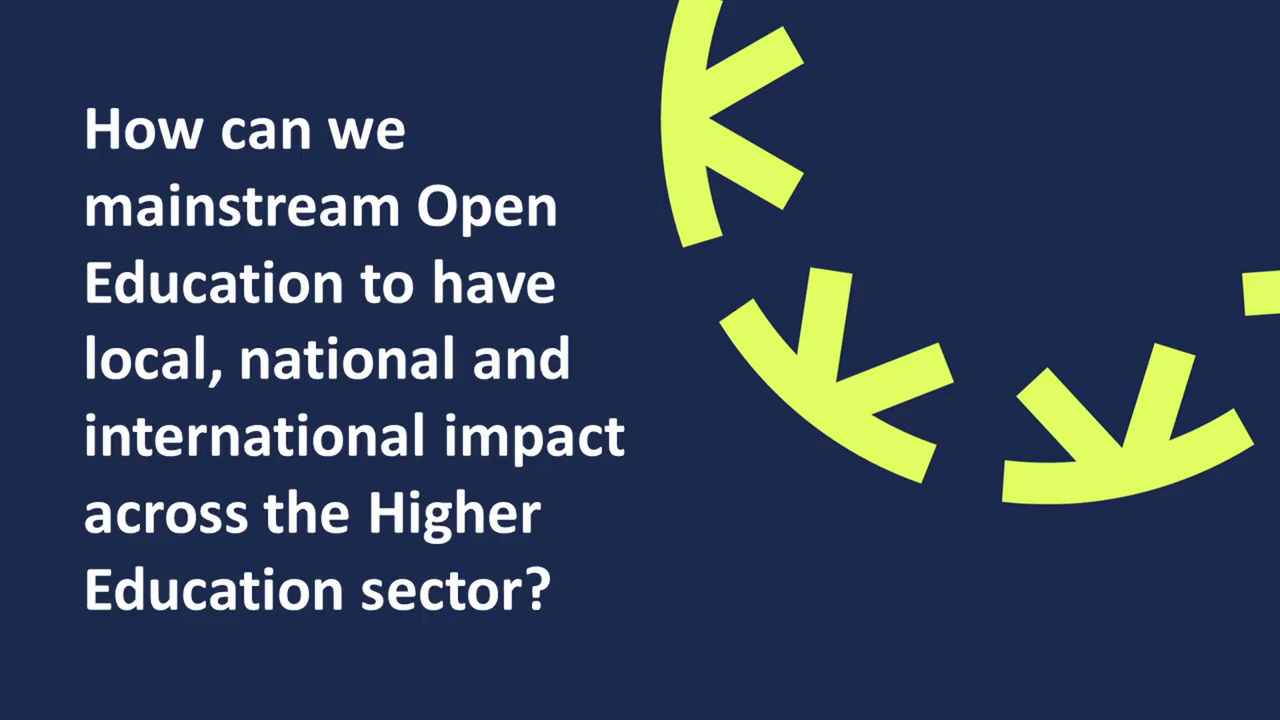 How can we
mainstream Open
Education to have
local, national and
international impact
across the Higher
Education sector?